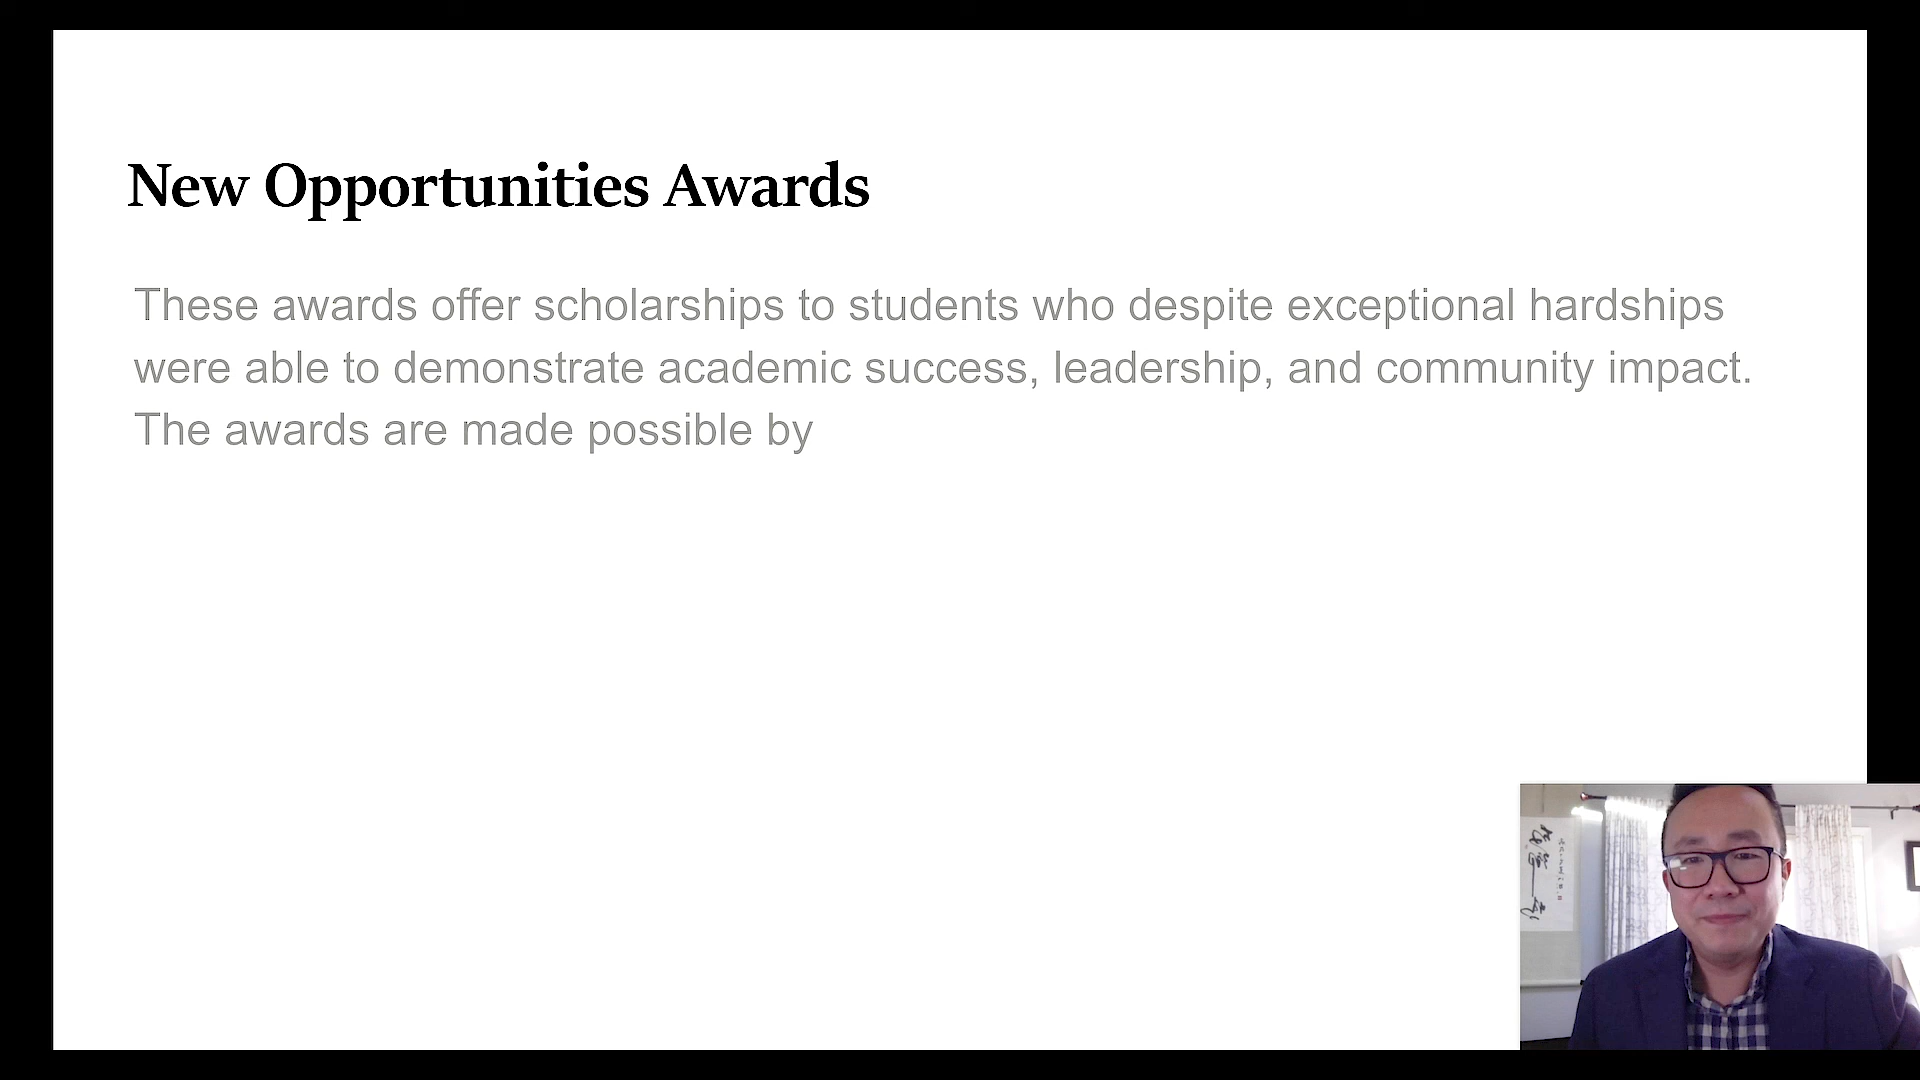 New Opportunities Awards
These awards offer scholarships to students who despite exceptional hardships
were able to demonstrate academic success, leadership, and community impact.
The awards are made possible by